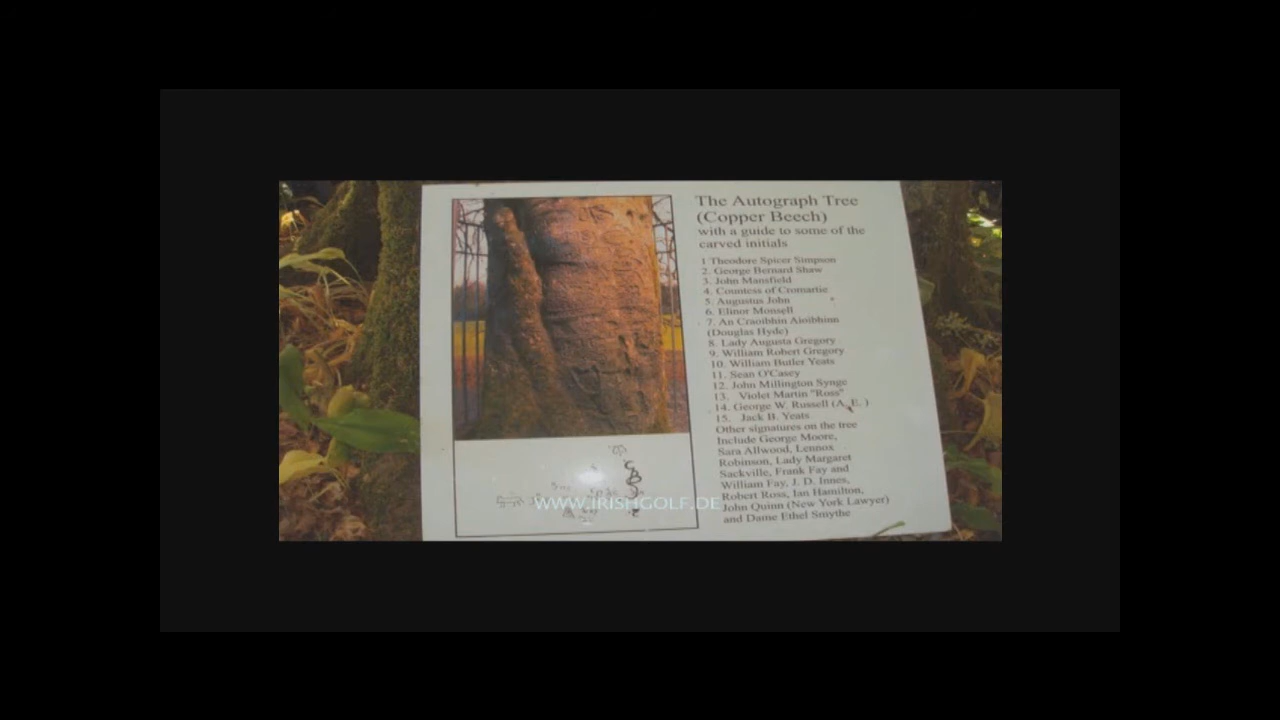 The Autograph Tree
(Copper Beech)
with a guide to some of the
carved initials
1 Theodore Spicer Simpson
2. George Bernard Shaw
3. John Mansfield
4. Countess of Cromartie
5. Augustus John
6. Elinor Monsell
7. An Craoibhin Aioibhinn
(Douglas Hyde)
8. Lady Augusta Gregory
9. William Robert Gregory
10. William Butler Yeats
11. Sean O'Casey
12. John Millington Synge
13. Violet Martin "Ross"
14. George W. Russell (A. E. )
15. Jack B. Yeats
Other signatures on the tree
Include George Moore,
Sara Allwood, Lennox
Robinson, Lady Margaret
Sackville, Frank Fay and
William Fay, J. D. Innes,
Robert Ross, Ian Hamilton,
John Quinn (New York Lawyer)
and Dame Ethel Smythe
WWW.IRISHGOLF.DE